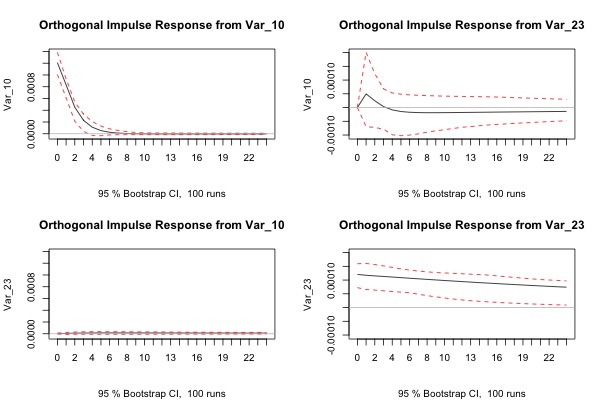 Orthogonal Impulse Response from Var_10
Var_10
0.0000 0.0008
0 2 4 6 8 10 13 16 19 22
95 % Bootstrap CI,  100 runs
Orthogonal Impulse Response from Var_23
Var_10
-0.00010 0.00010
0 2 4 6 8 10 13 16 19 22
95 % Bootstrap CI,  100 runs
Orthogonal Impulse Response from Var_10
Var_23
0.0000 0.0008
0 2 4 6 8 10 13 16 19 22
95 % Bootstrap CI,  100 runs
Orthogonal Impulse Response from Var_23
Var_23
-0.00010 0.00010
0 2 4 6 8 10 13 16 19 22
95 % Bootstrap CI,  100 runs